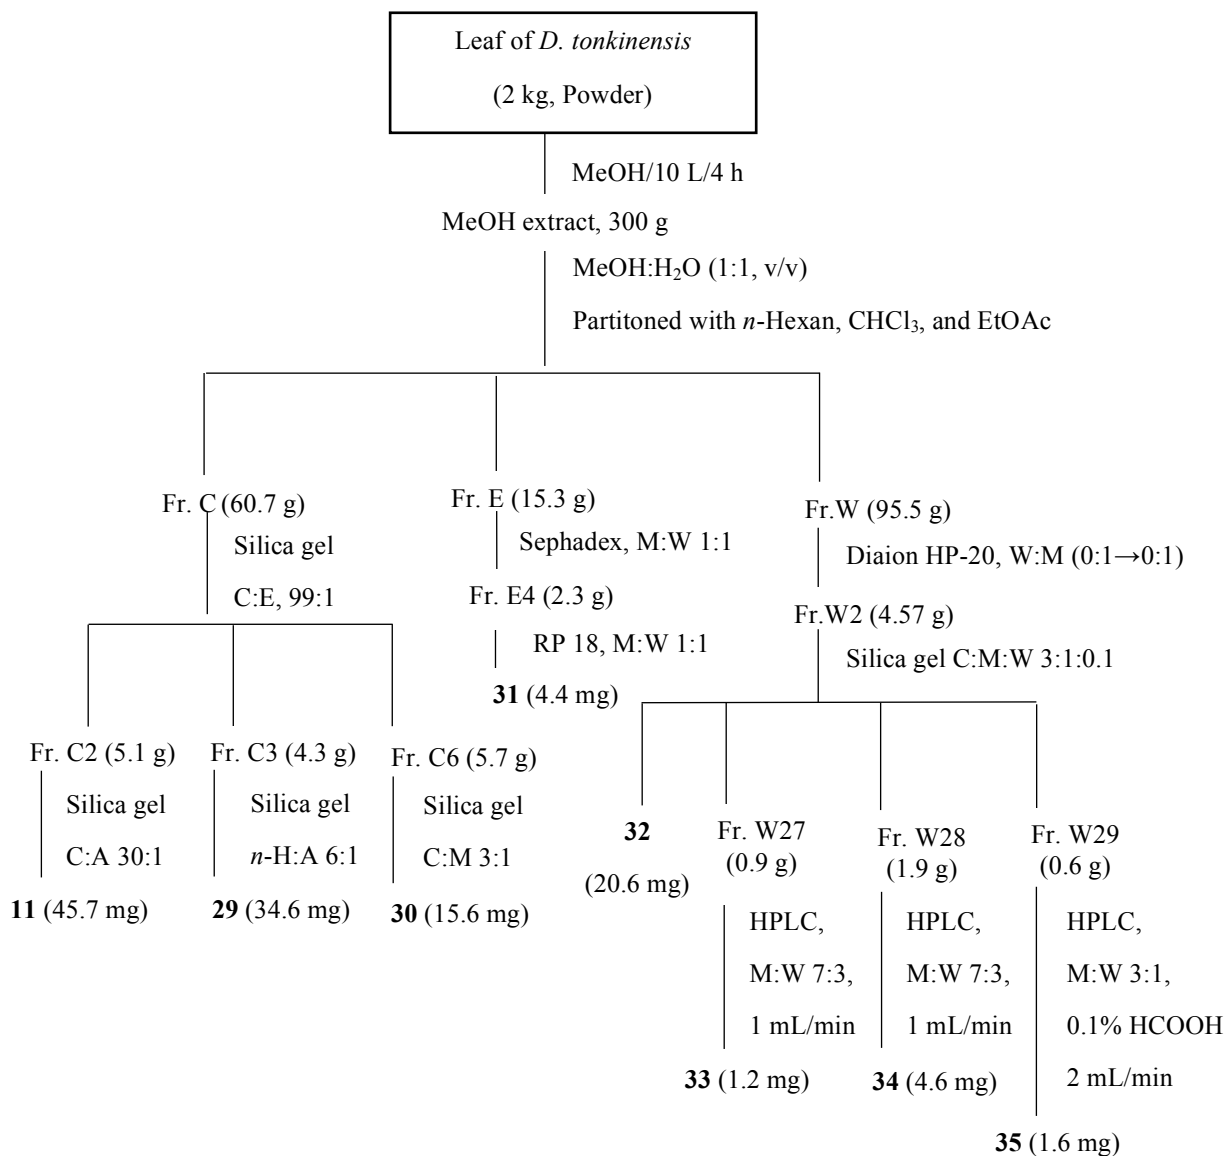 Leaf of D. tonkinensis
(2 kg, Powder)
MeOH/10 L/4 h
MeOH extract, 300 g
MeOH:H₂O (1:1, v/v)
Partitoned with n-Hexan, CHCl₃, and EtOAc
Fr. C (60.7 g)
Silica gel
C:E, 99:1
Fr. E (15.3 g)
Sephadex, M:W 1:1
Fr. E4 (2.3 g)
RP 18, M:W 1:1
31 (4.4 mg)
Fr.W (95.5 g)
Diaion HP-20, W:M (0:1→0:1)
Fr.W2 (4.57 g)
Silica gel C:M:W 3:1:0.1
Fr. C2 (5.1 g)
Silica gel
C:A 30:1
11 (45.7 mg)
Fr. C3 (4.3 g)
Silica gel
n-H:A 6:1
29 (34.6 mg)
Fr. C6 (5.7 g)
Silica gel
C:M 3:1
30 (15.6 mg)
32
(20.6 mg)
Fr. W27
(0.9 g)
HPLC,
M:W 7:3,
1 mL/min
33 (1.2 mg)
Fr. W28
(1.9 g)
HPLC,
M:W 7:3,
1 mL/min
34 (4.6 mg)
Fr. W29
(0.6 g)
HPLC,
M:W 3:1,
0.1% HCOOH
2 mL/min
35 (1.6 mg)